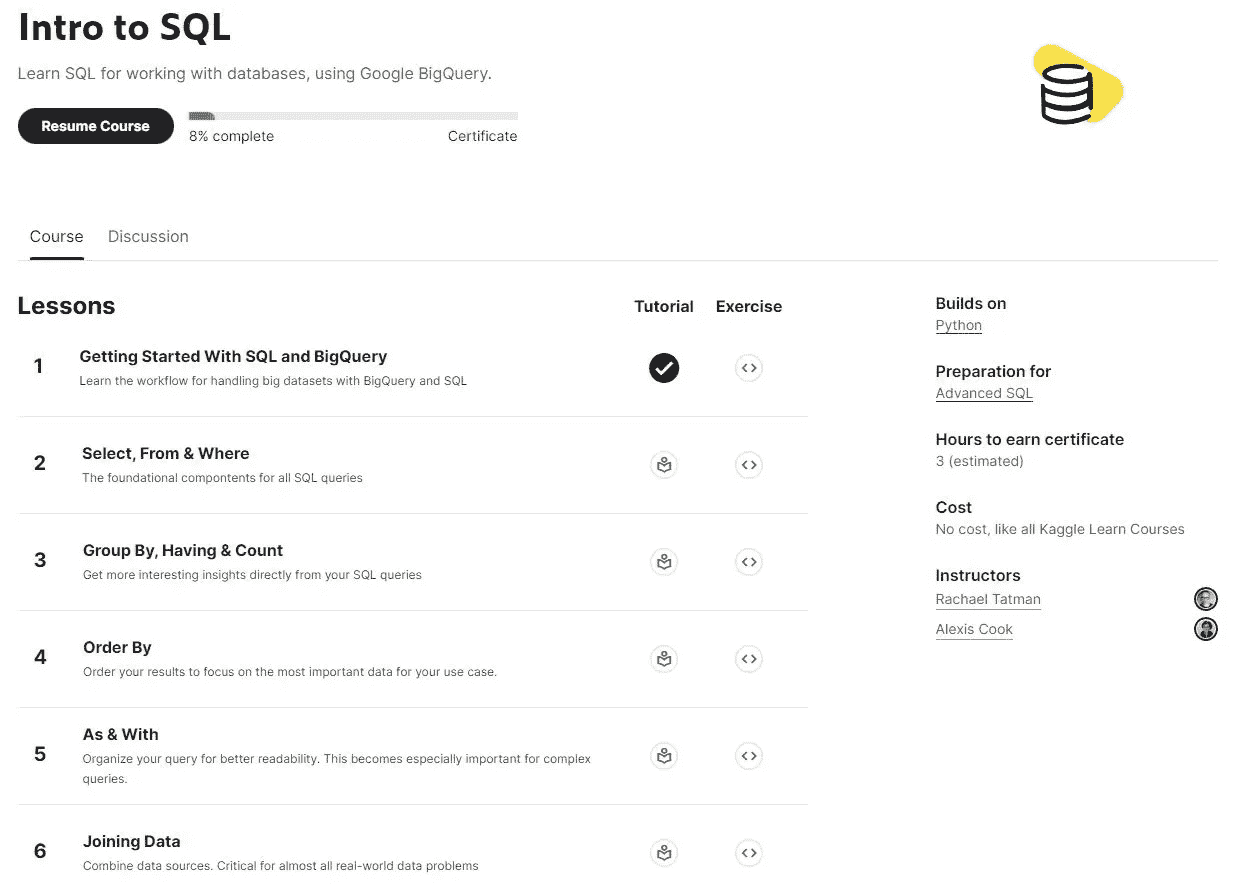 Intro to SQL
Learn SQL for working with databases, using Google BigQuery.
Resume Course
8% complete
Certificate
Course
Discussion
Lessons
Tutorial
Exercise
1
Getting Started With SQL and BigQuery
Learn the workflow for handling big datasets with BigQuery and SQL
2
Select, From & Where
The foundational compontents for all SQL queries
3
Group By, Having & Count
Get more interesting insights directly from your SQL queries
4
Order By
Order your results to focus on the most important data for your use case.
5
As & With
Organize your query for better readability. This becomes especially important for complex
queries.
6
Joining Data
Combine data sources. Critical for almost all real-world data problems
Builds on
Python
Preparation for
Advanced SQL
Hours to earn certificate
3 (estimated)
Cost
No cost, like all Kaggle Learn Courses
Instructors
Rachael Tatman
Alexis Cook